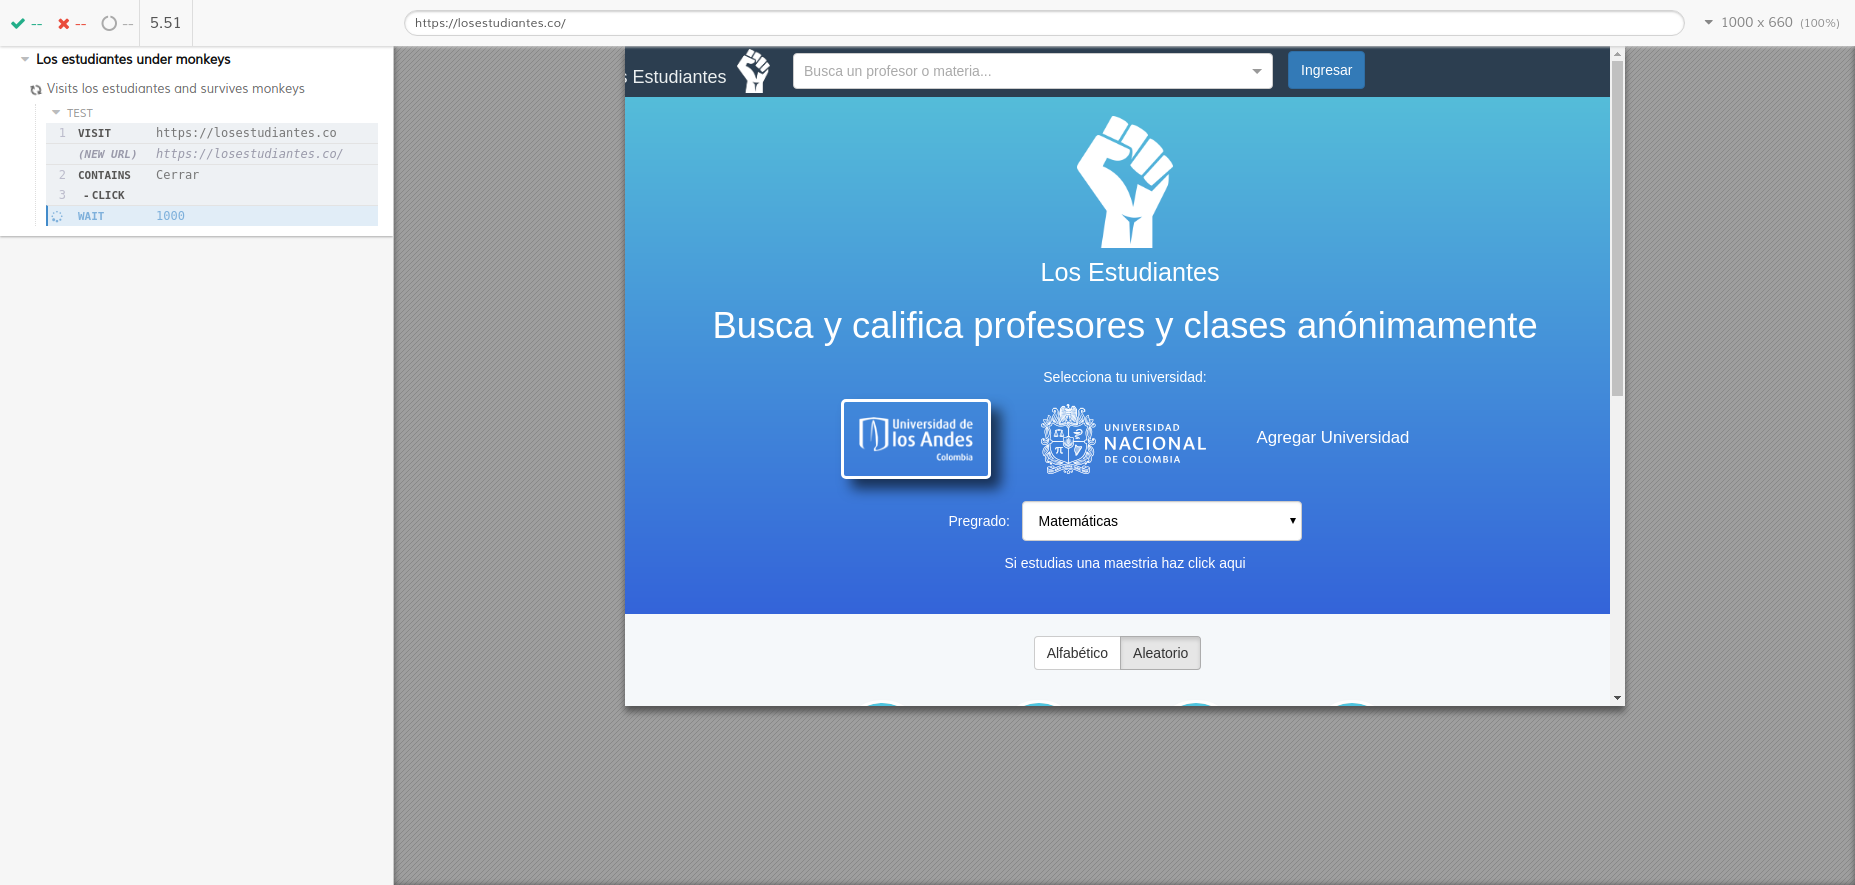 -- -- -- 5.51
https://losestudiantes.co/
1000 x 660 (100%)
Los estudiantes under monkeys
Visits los estudiantes and survives monkeys
TEST
1 VISIT https://losestudiantes.co
(NEW URL) https://losestudiantes.co/
2 CONTAINS Cerrar
3 - CLICK
WAIT 1000
s Estudiantes
Busca un profesor o materia...
Ingresar
Los Estudiantes
Busca y califica profesores y clases anónimamente
Selecciona tu universidad:
Universidad de
los Andes
Colombia
UNIVERSIDAD
NACIONAL
DE COLOMBIA
Agregar Universidad
Pregrado: Matemáticas
Si estudias una maestria haz click aqui
Alfabético Aleatorio